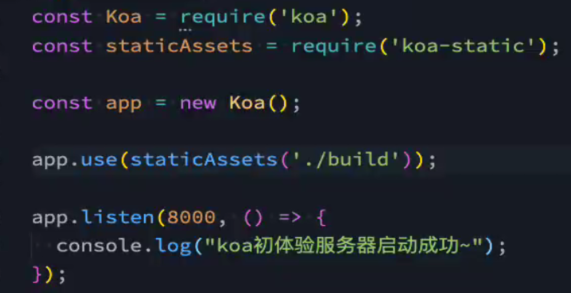 const Koa = require('koa');
const staticAssets = require('koa-static');
const app = new Koa();
app.use(staticAssets('./build'));
app.listen(8000, () => {
  console.log("koa初体验服务器启动成功~");
});